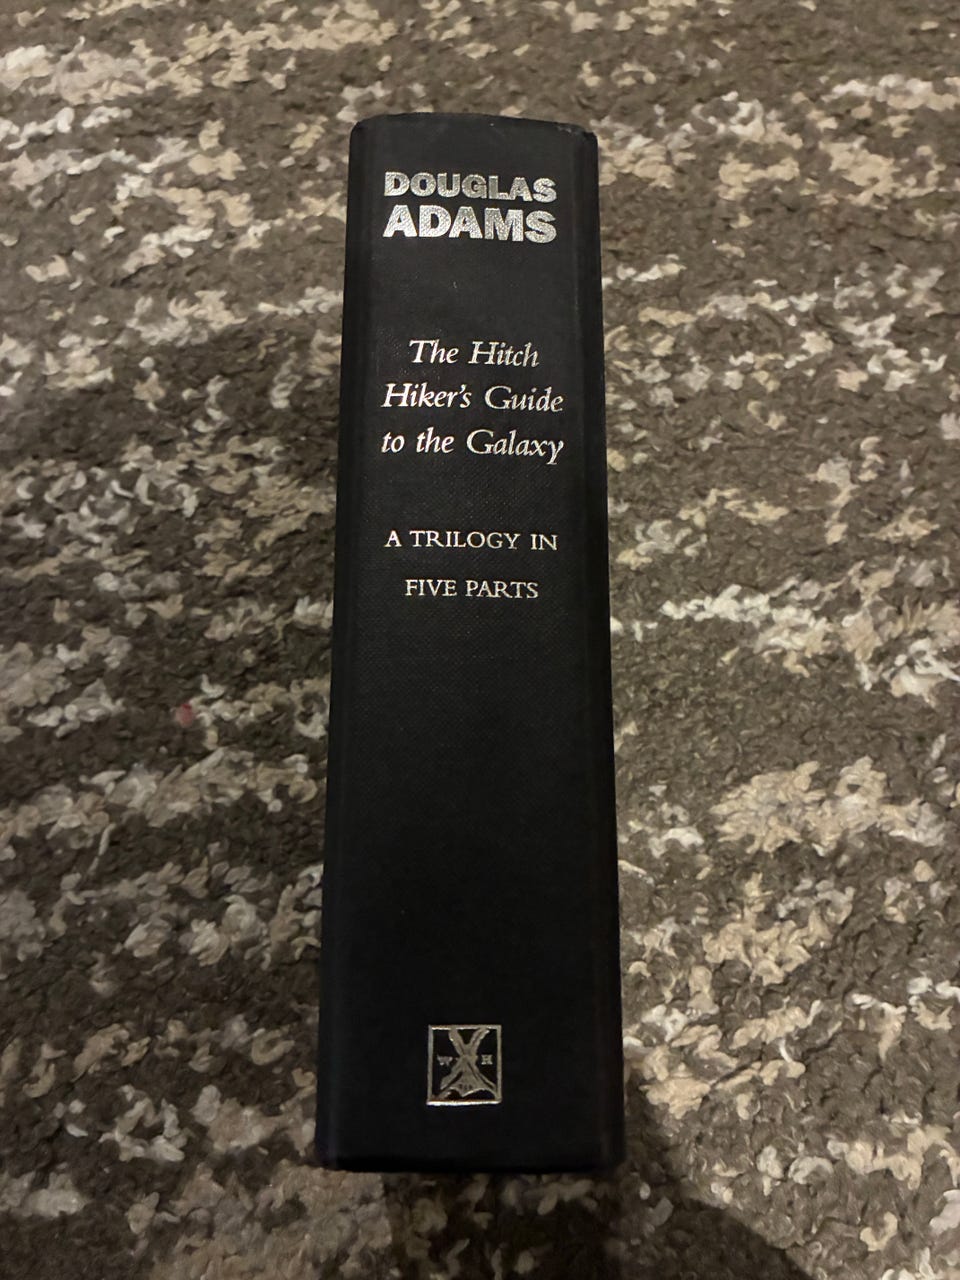 DOUGLAS
ADAMS
The Hitch
Hiker's Guide
to the Galaxy
A TRILOGY IN
FIVE PARTS
W H